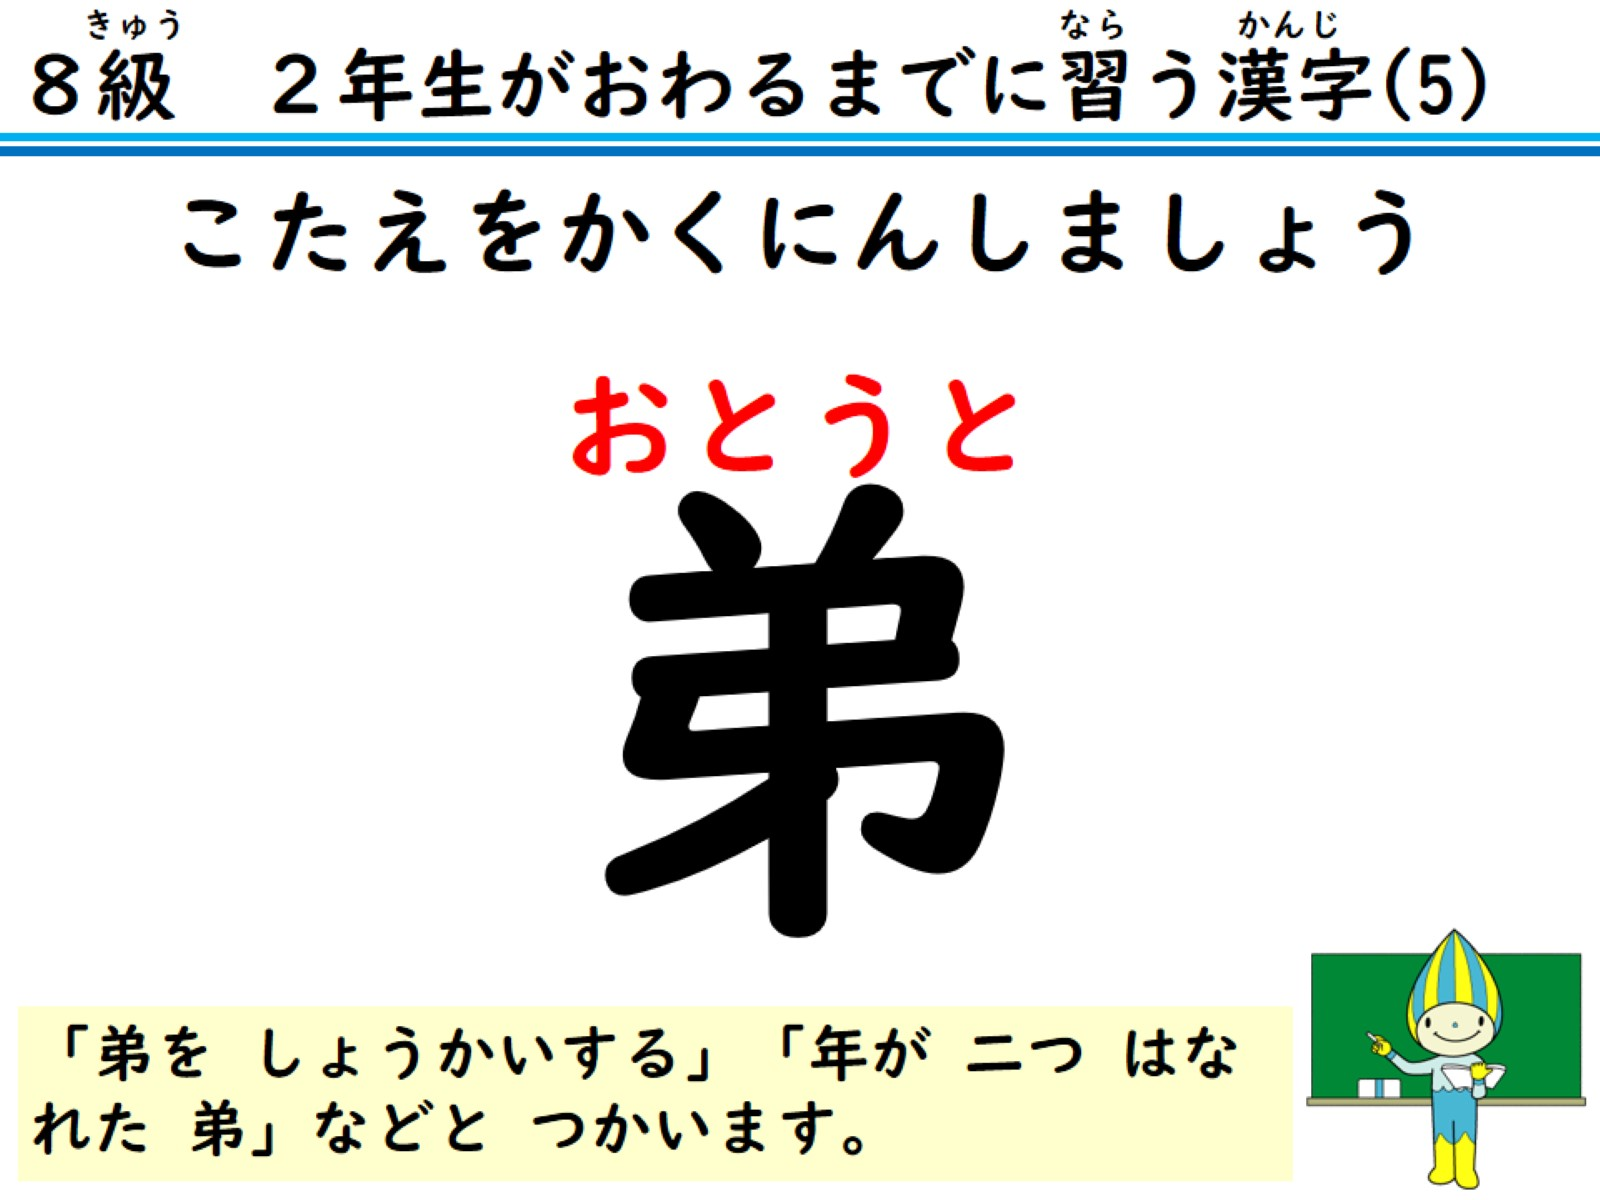 きゅう なら かんじ
８級　２年生がおわるまでに習う漢字(5)
こたえをかくにんしましょう
おとうと
弟
「弟を しょうかいする」「年が 二つ はな
れた 弟」などと つかいます。